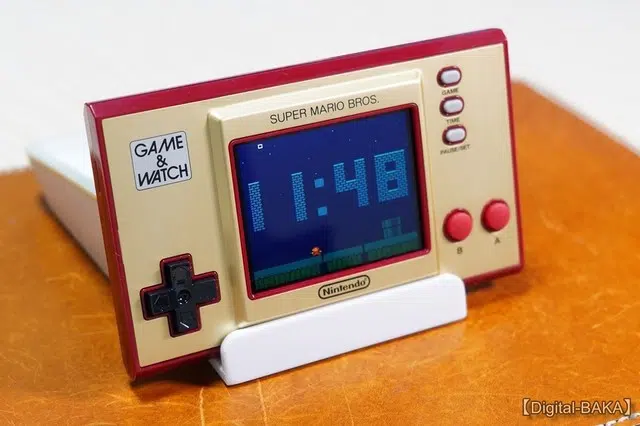 SUPER MARIO BROS.
GAME
&
WATCH
11:48
GAME
TIME
PAUSE/SET
B
A
Nintendo
【Digital-BAKA】